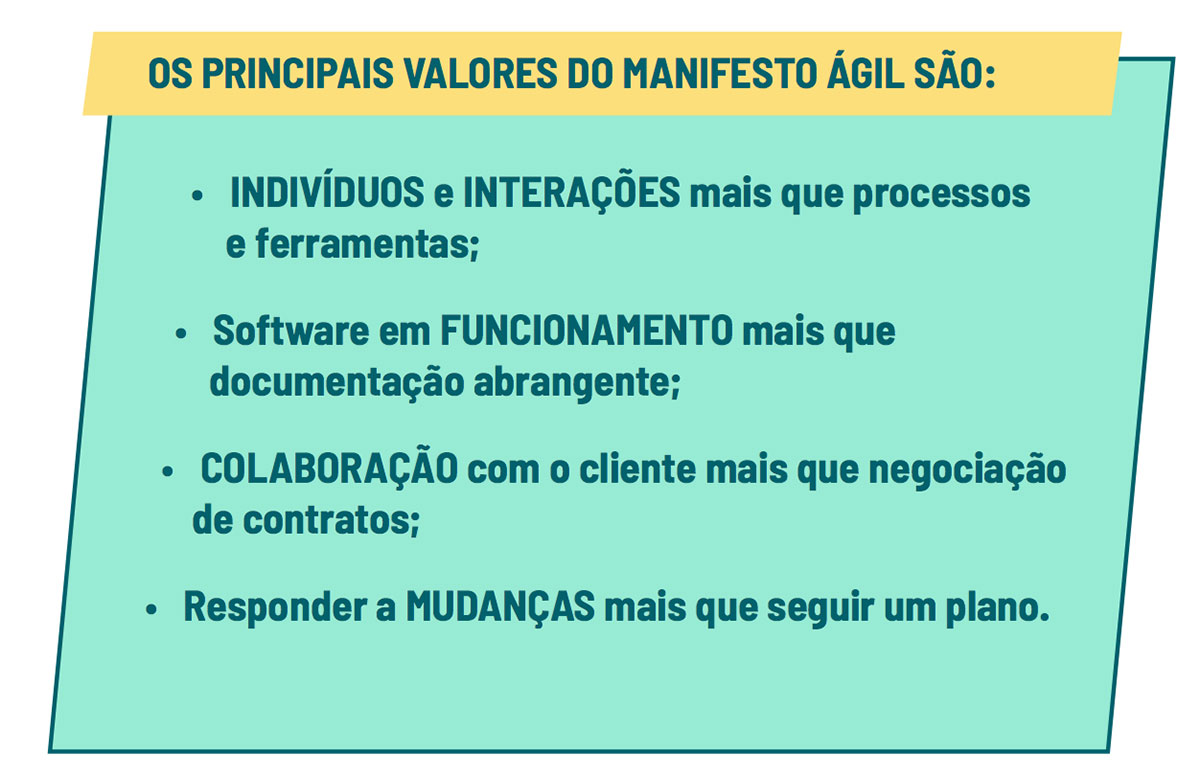 OS PRINCIPAIS VALORES DO MANIFESTO ÁGIL SÃO:
• INDIVÍDUOS e INTERAÇÕES mais que processos
e ferramentas;
• Software em FUNCIONAMENTO mais que
documentação abrangente;
• COLABORAÇÃO com o cliente mais que negociação
de contratos;
• Responder a MUDANÇAS mais que seguir um plano.